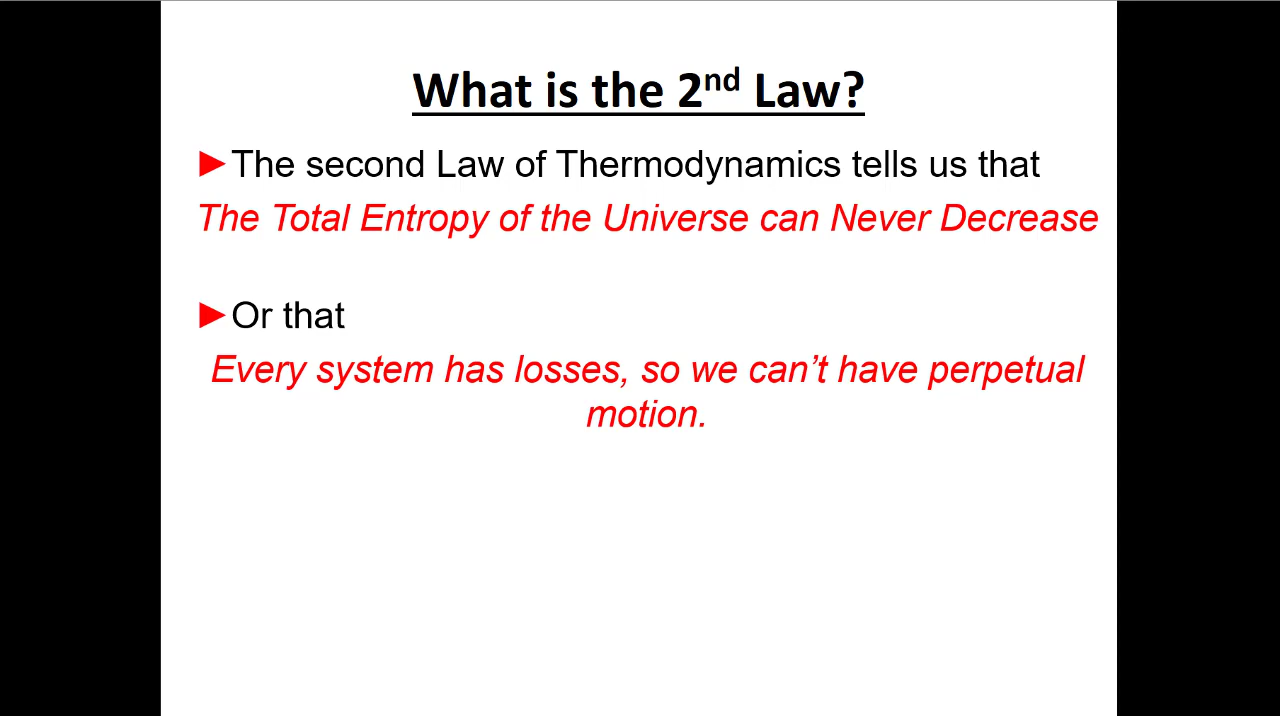 What is the 2nd Law?
►The second Law of Thermodynamics tells us that
The Total Entropy of the Universe can Never Decrease
►Or that
Every system has losses, so we can’t have perpetual
motion.